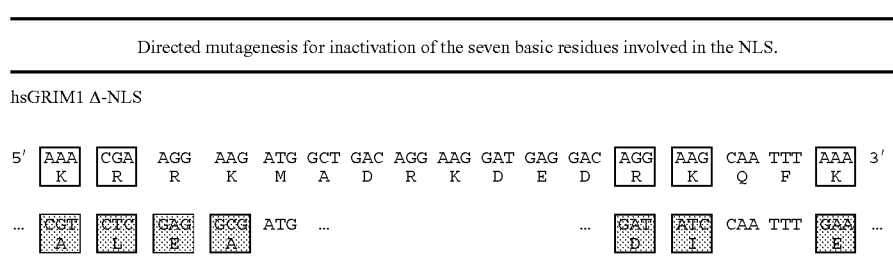 Directed mutagenesis for inactivation of the seven basic residues involved in the NLS.
hsGRIM1 Δ-NLS
5′ AAA CGA AGG AAG ATG GCT GAC AGG AAG GAT GAG GAC AGG AAG CAA TTT AAA 3′
K R R K M A D R K D E D R K Q F K
... CGT CTC GAG GCG ATG ... ... GAT ATC CAA TTT GAA ...
A L E A D I E